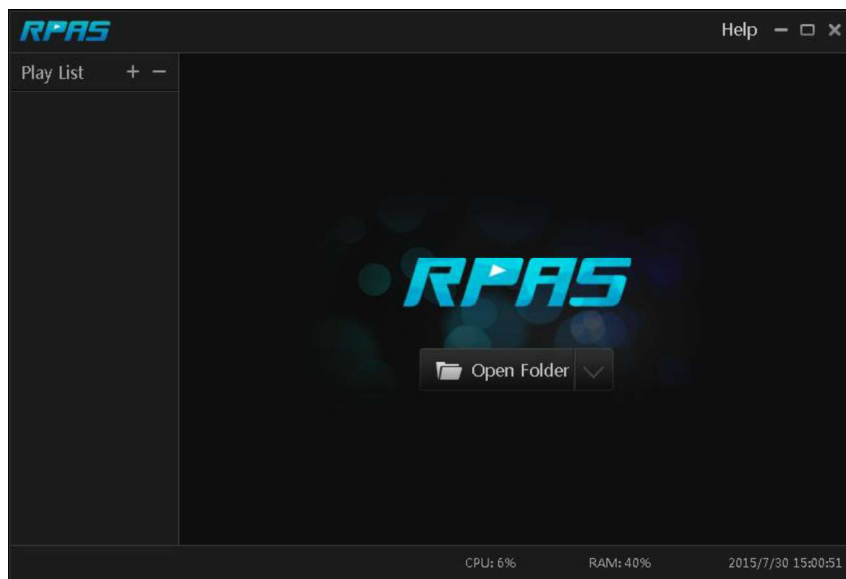 RPAS
Help
Play List + −
RPAS
Open Folder
CPU: 6% RAM: 40% 2015/7/30 15:00:51